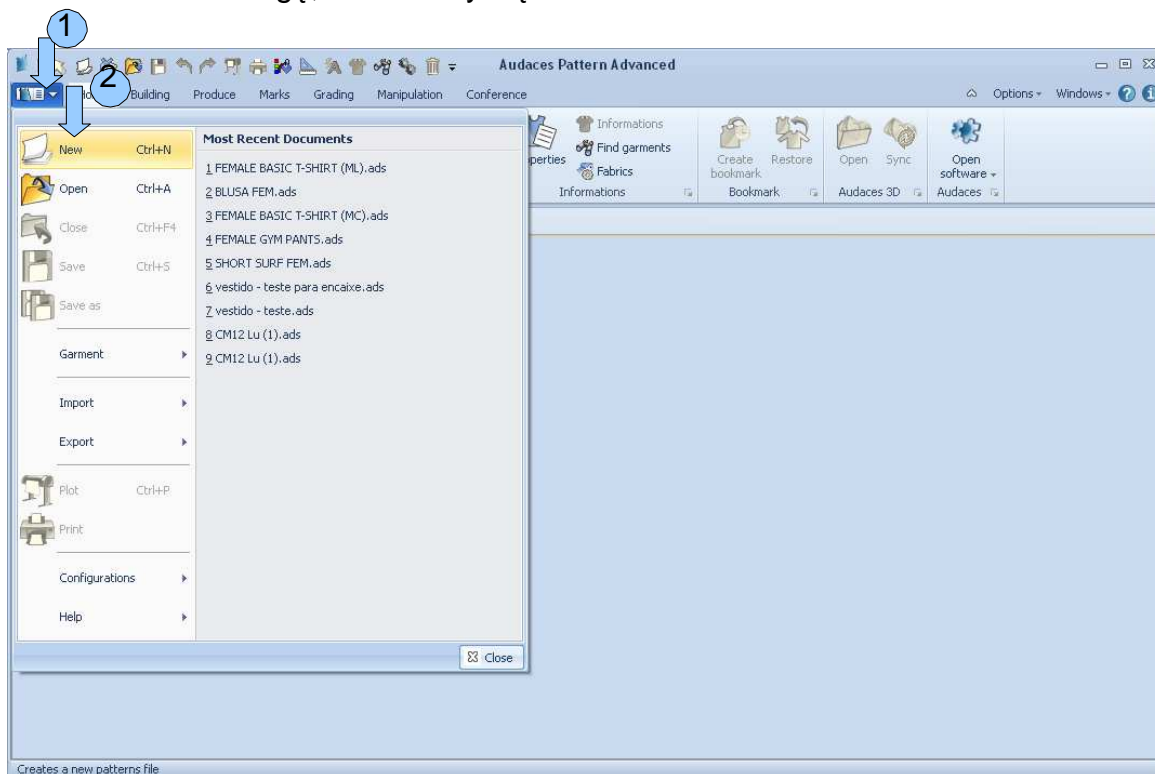 1
2
Audaces Pattern Advanced
Building Produce Marks Grading Manipulation Conference Options Windows
New Ctrl+N
Open Ctrl+A
Close Ctrl+F4
Save Ctrl+S
Save as
Garment
Import
Export
Plot Ctrl+P
Print
Configurations
Help
Most Recent Documents
1 FEMALE BASIC T-SHIRT (ML).ads
2 BLUSA FEM.ads
3 FEMALE BASIC T-SHIRT (MC).ads
4 FEMALE GYM PANTS.ads
5 SHORT SURF FEM.ads
6 vestido - teste para encaixe.ads
7 vestido - teste.ads
8 CM12 Lu (1).ads
9 CM12 Lu (1).ads
Close
perties
Informations
Find garments
Fabrics
Informations
Create bookmark
Restore
Bookmark
Open
Sync
Audaces 3D
Open software
Audaces
Creates a new patterns file